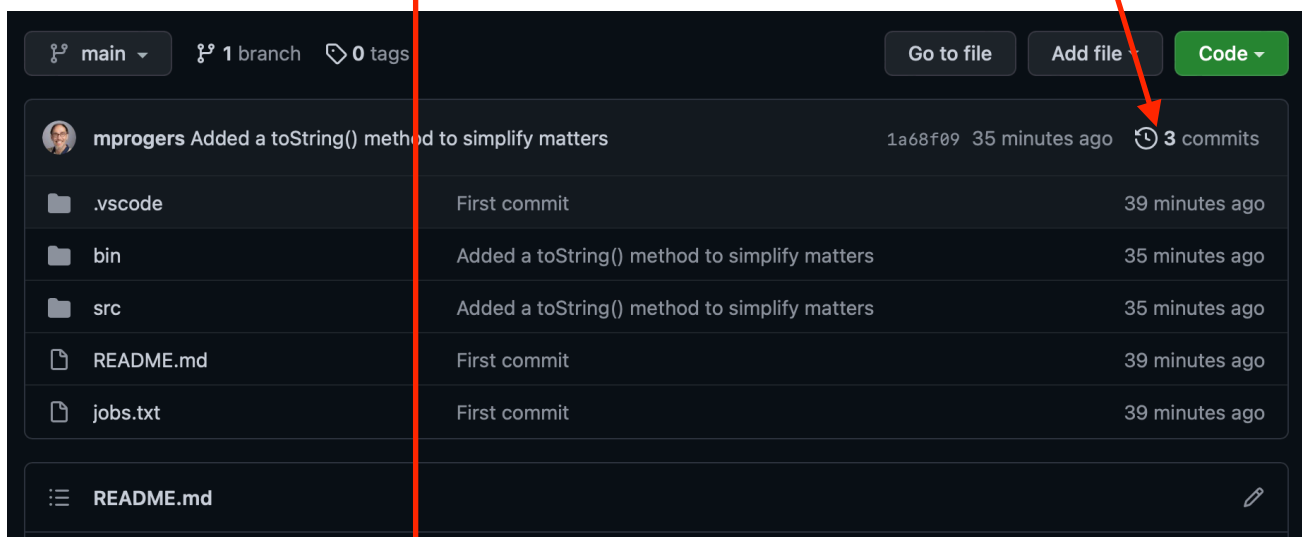 main 1 branch 0 tags Go to file Add file Code
mprogers Added a toString() method to simplify matters 1a68f09 35 minutes ago 3 commits
.vscode First commit 39 minutes ago
bin Added a toString() method to simplify matters 35 minutes ago
src Added a toString() method to simplify matters 35 minutes ago
README.md First commit 39 minutes ago
jobs.txt First commit 39 minutes ago
README.md